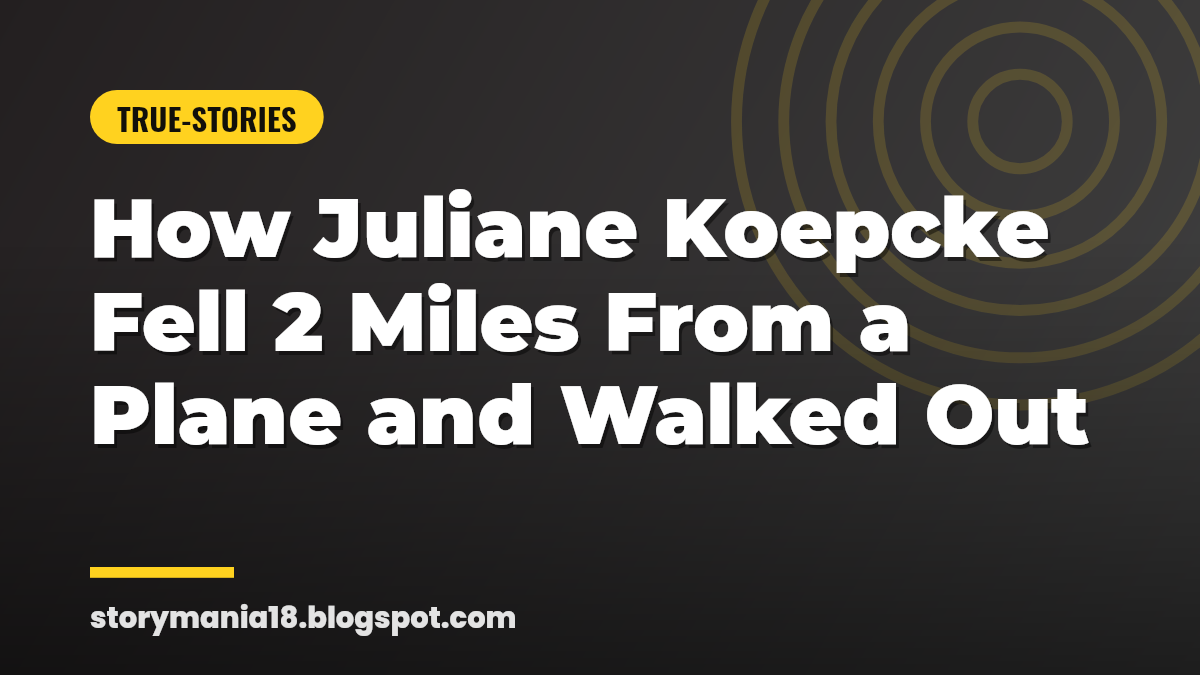 TRUE-STORIES
How Juliane Koepcke
Fell 2 Miles From a
Plane and Walked Out
storymania18.blogspot.com